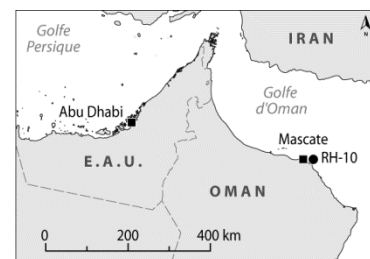 Golfe
Persique
IRAN
N
Golfe
d'Oman
Abu Dhabi
Mascate
RH-10
E.A.U.
OMAN
0 200 400 km